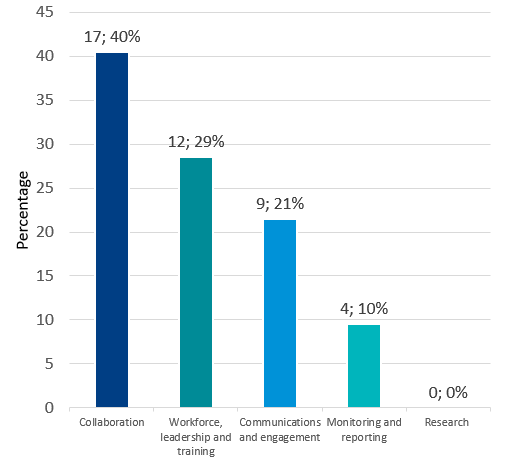 45
40
35
30
25
20
15
10
5
0
Percentage
17; 40%
12; 29%
9; 21%
4; 10%
0; 0%
Collaboration
Workforce,
leadership and
training
Communications
and engagement
Monitoring and
reporting
Research